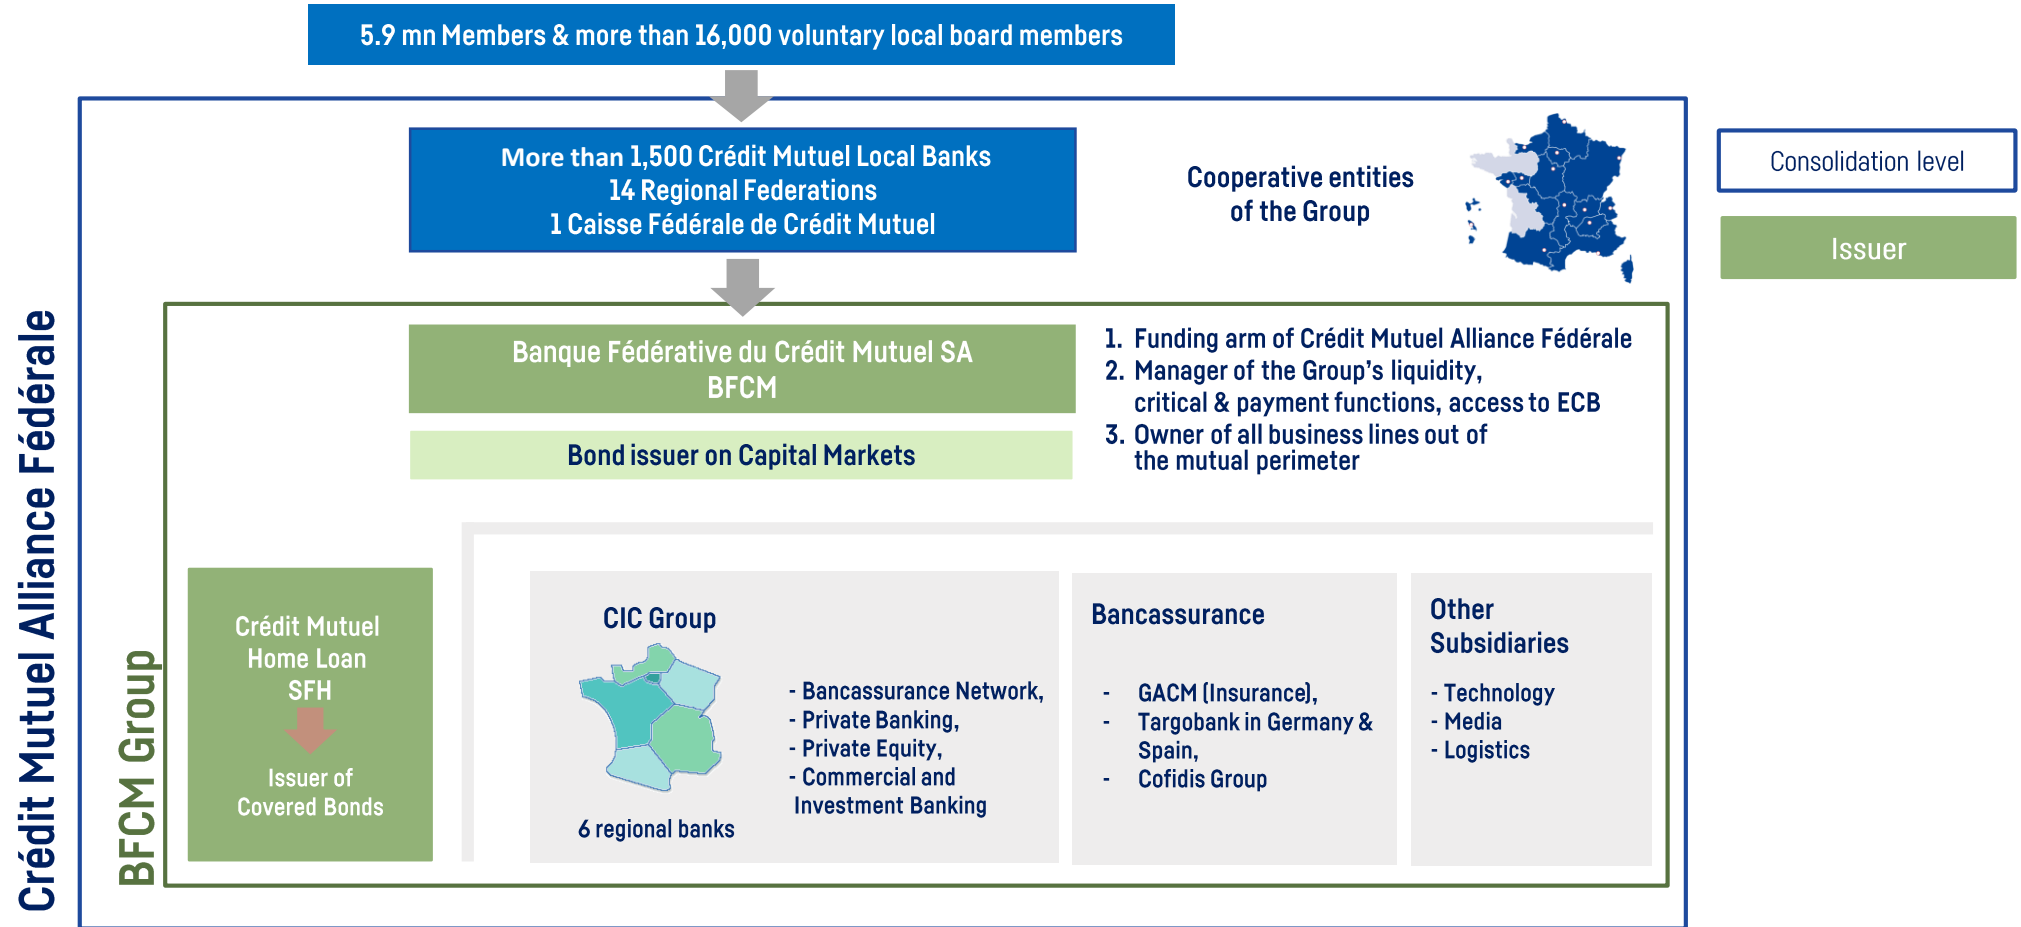 5.9 mn Members & more than 16,000 voluntary local board members
More than 1,500 Crédit Mutuel Local Banks
14 Regional Federations
1 Caisse Fédérale de Crédit Mutuel
Cooperative entities
of the Group
Consolidation level
Issuer
Crédit Mutuel Alliance Fédérale
BFCM Group
Banque Fédérative du Crédit Mutuel SA
BFCM
Bond issuer on Capital Markets
1. Funding arm of Crédit Mutuel Alliance Fédérale
2. Manager of the Group's liquidity,
critical & payment functions, access to ECB
3. Owner of all business lines out of
the mutual perimeter
Crédit Mutuel
Home Loan
SFH
Issuer of
Covered Bonds
CIC Group
6 regional banks
- Bancassurance Network,
- Private Banking,
- Private Equity,
- Commercial and
Investment Banking
Bancassurance
- GACM (Insurance),
- Targobank in Germany &
Spain,
- Cofidis Group
Other
Subsidiaries
- Technology
- Media
- Logistics